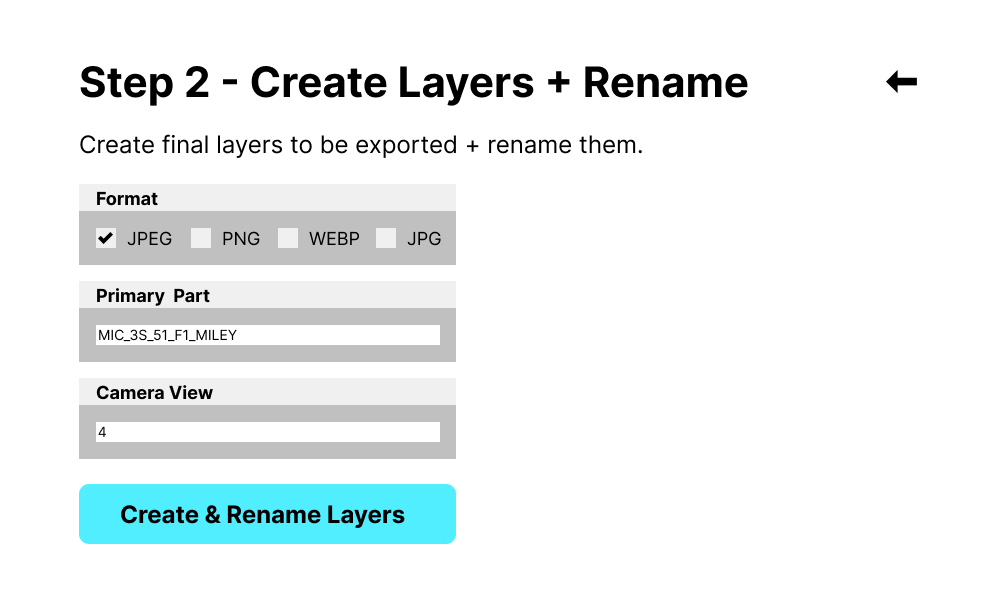 Step 2 - Create Layers + Rename
Create final layers to be exported + rename them.
Format
JPEG PNG WEBP JPG
Primary Part
MIC_3S_51_F1_MILEY
Camera View
4
Create & Rename Layers